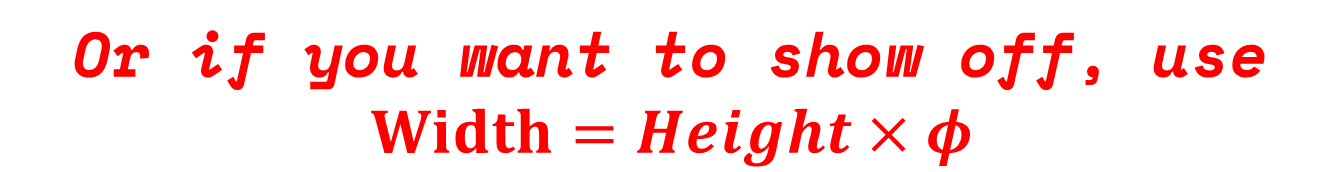 Or if you want to show off, use
Width = Height × ϕ